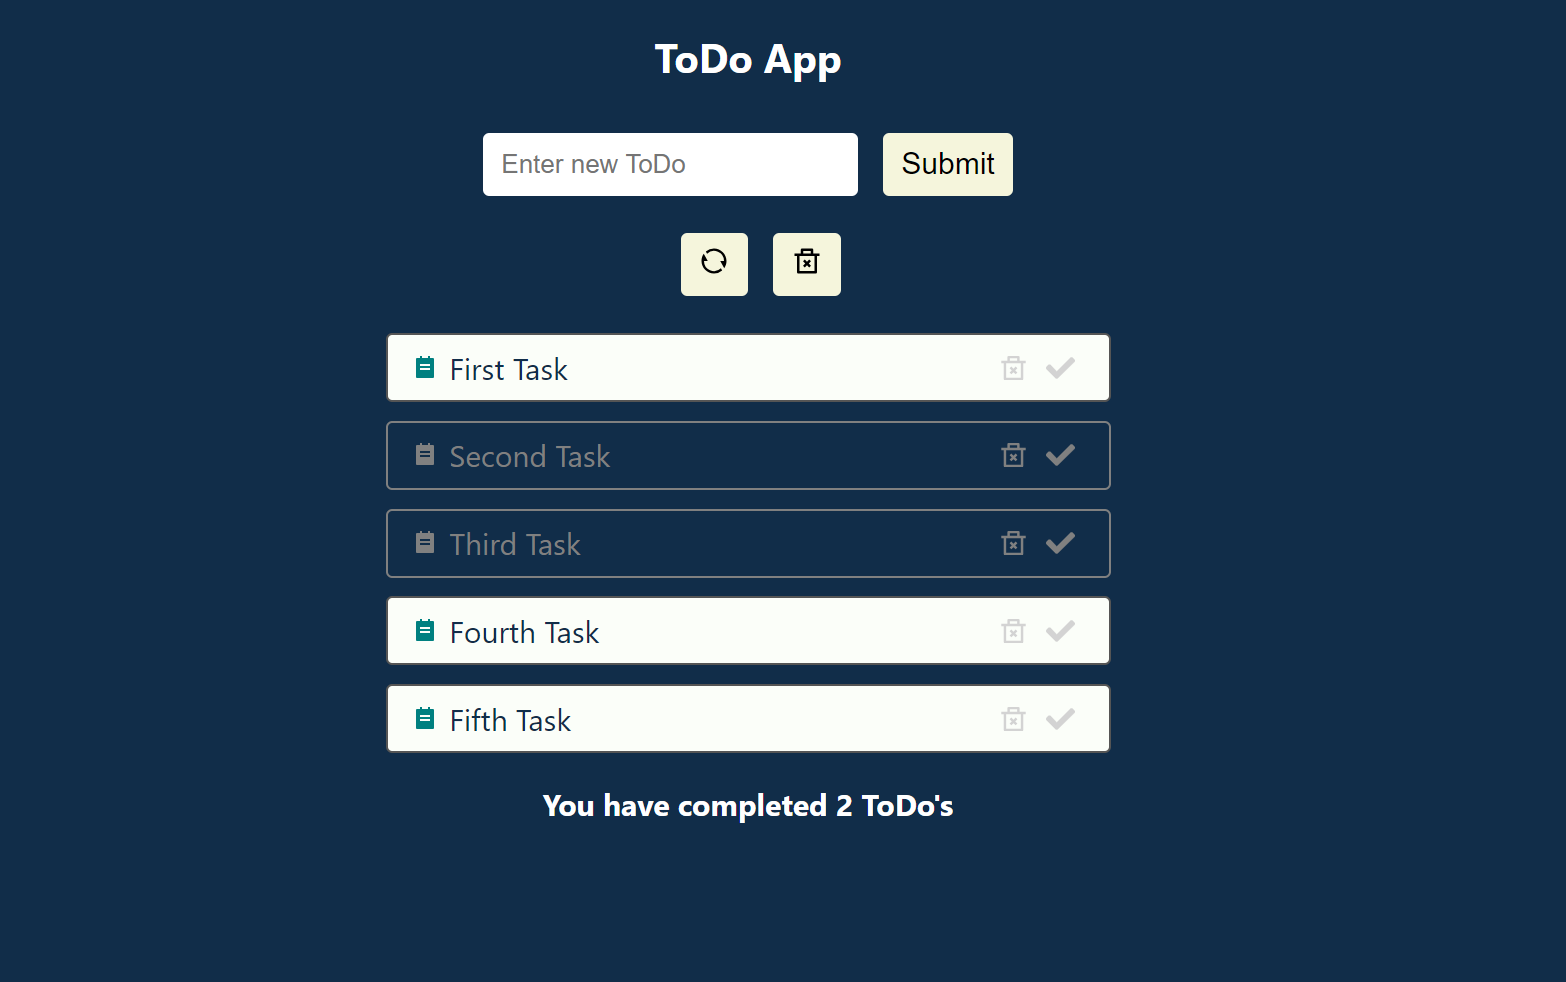 ToDo App
Enter new ToDo
Submit
First Task
Second Task
Third Task
Fourth Task
Fifth Task
You have completed 2 ToDo's